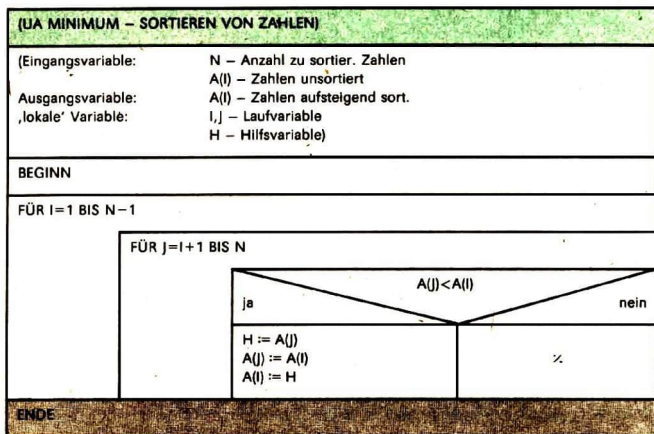 (UA MINIMUM – SORTIEREN VON ZAHLEN)
(Eingangsvariable: N – Anzahl zu sortier. Zahlen
A(I) – Zahlen unsortiert
Ausgangsvariable: A(I) – Zahlen aufsteigend sort.
‚lokale‘ Variable: I,J – Laufvariable
H – Hilfsvariable)
BEGINN
FÜR I=1 BIS N–1
FÜR J=I+1 BIS N
A(J)<A(I)
ja nein
H := A(J)
A(J) := A(I)
A(I) := H
⁒
ENDE